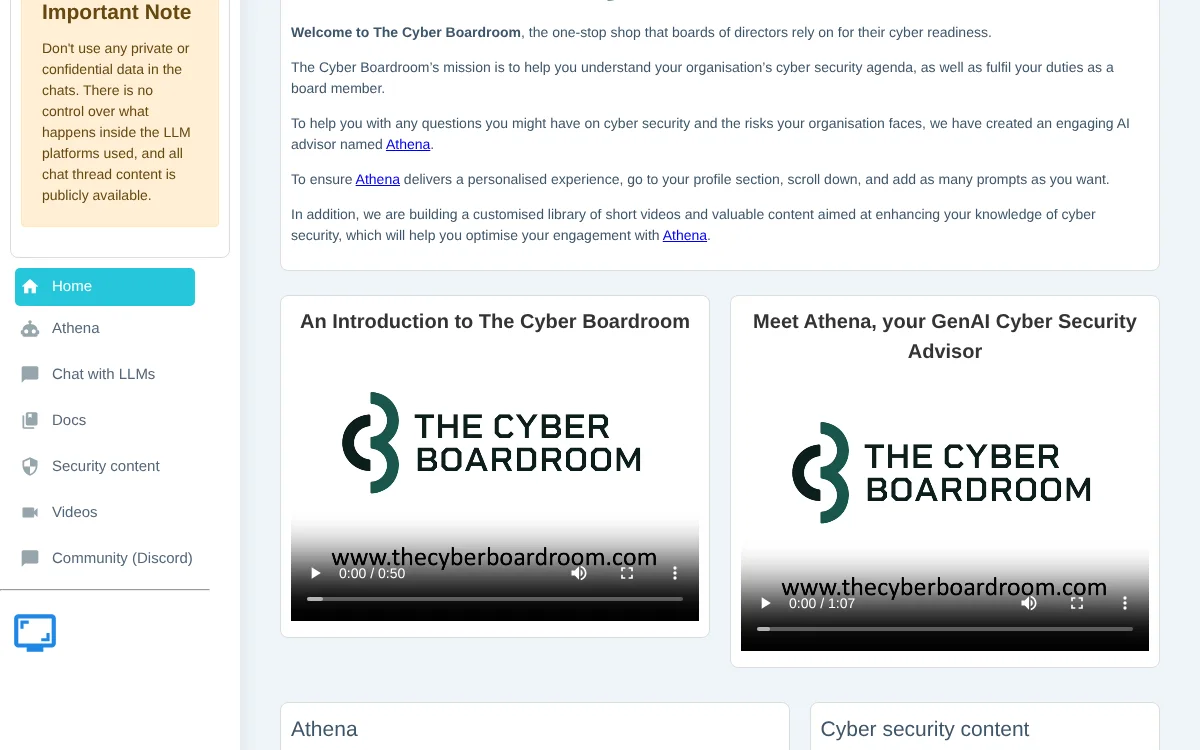 Important Note
Don't use any private or
confidential data in the
chats. There is no
control over what
happens inside the LLM
platforms used, and all
chat thread content is
publicly available.
Home
Athena
Chat with LLMs
Docs
Security content
Videos
Community (Discord)
Welcome to The Cyber Boardroom, the one-stop shop that boards of directors rely on for their cyber readiness.
The Cyber Boardroom’s mission is to help you understand your organisation’s cyber security agenda, as well as fulfil your duties as a
board member.
To help you with any questions you might have on cyber security and the risks your organisation faces, we have created an engaging AI
advisor named Athena.
To ensure Athena delivers a personalised experience, go to your profile section, scroll down, and add as many prompts as you want.
In addition, we are building a customised library of short videos and valuable content aimed at enhancing your knowledge of cyber
security, which will help you optimise your engagement with Athena.
An Introduction to The Cyber Boardroom
THE CYBER
BOARDROOM
www.thecyberboardroom.com
0:00 / 0:50
Meet Athena, your GenAI Cyber Security
Advisor
THE CYBER
BOARDROOM
www.thecyberboardroom.com
0:00 / 1:07
Athena
Cyber security content